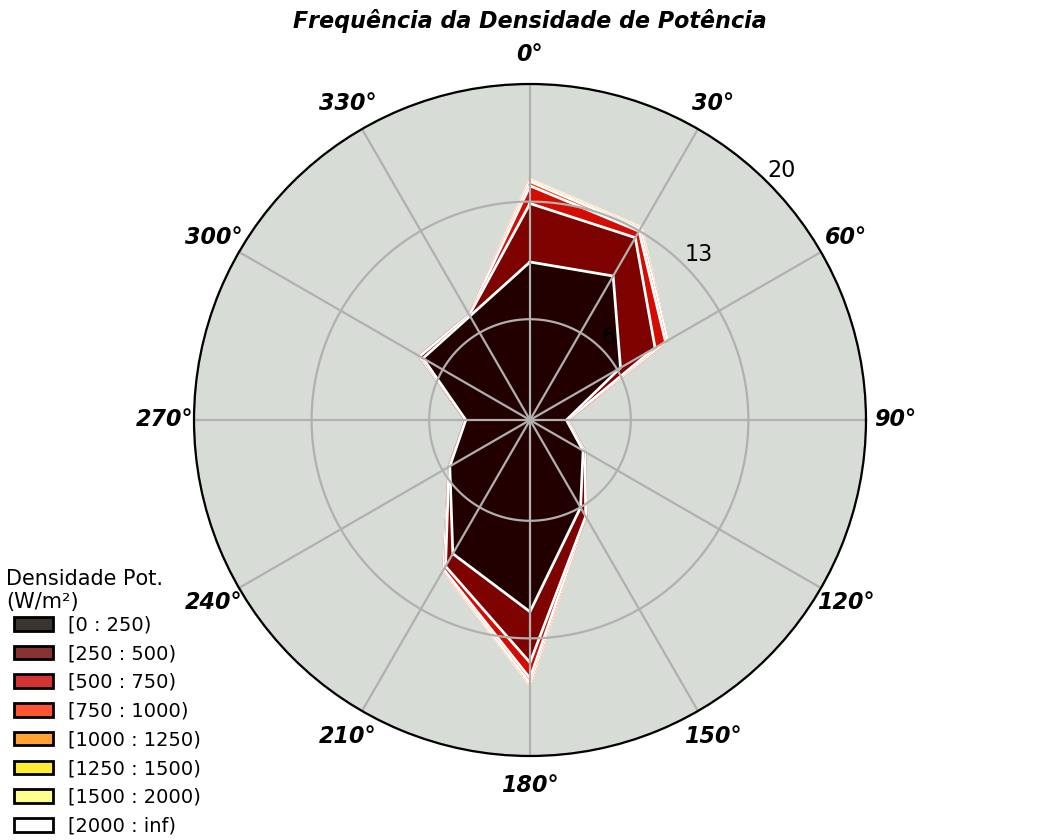 Frequência da Densidade de Potência
0°
330°
30°
20
300°
60°
13
6
270°
90°
240°
120°
210°
150°
180°
Densidade Pot.
(W/m²)
[0 : 250)
[250 : 500)
[500 : 750)
[750 : 1000)
[1000 : 1250)
[1250 : 1500)
[1500 : 2000)
[2000 : inf)